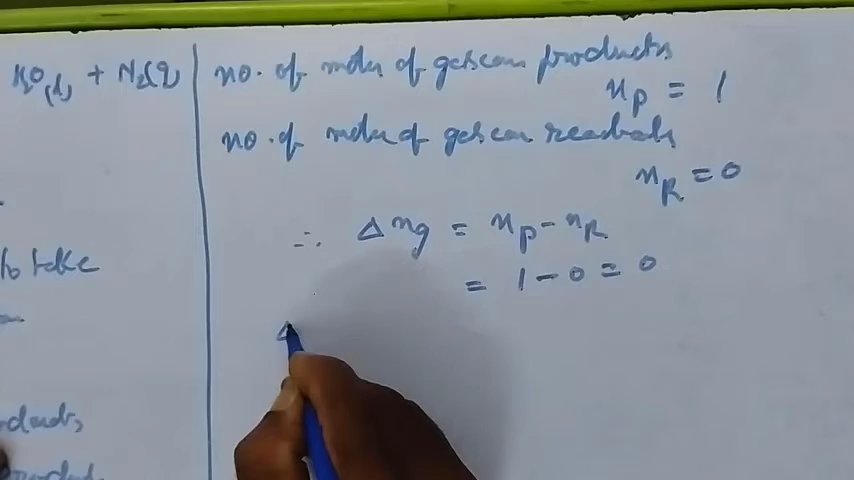 H2O(l) + N2(g)
no. of moles of gaseous products
nP = 1
no. of moles of gaseous reactants
nR = 0
∴ Δng = nP - nR
= 1 - 0 = 0
to take
Δ